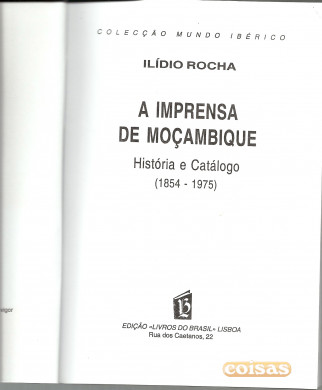 COLECÇÃO MUNDO IBÉRICO
ILÍDIO ROCHA
A IMPRENSA
DE MOÇAMBIQUE
História e Catálogo
(1854 - 1975)
EDIÇÃO «LIVROS DO BRASIL» LISBOA
Rua dos Caetanos, 22
coisas